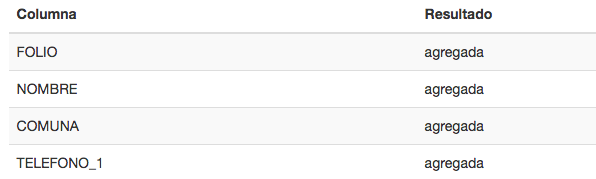 Columna Resultado
FOLIO agregada
NOMBRE agregada
COMUNA agregada
TELEFONO_1 agregada